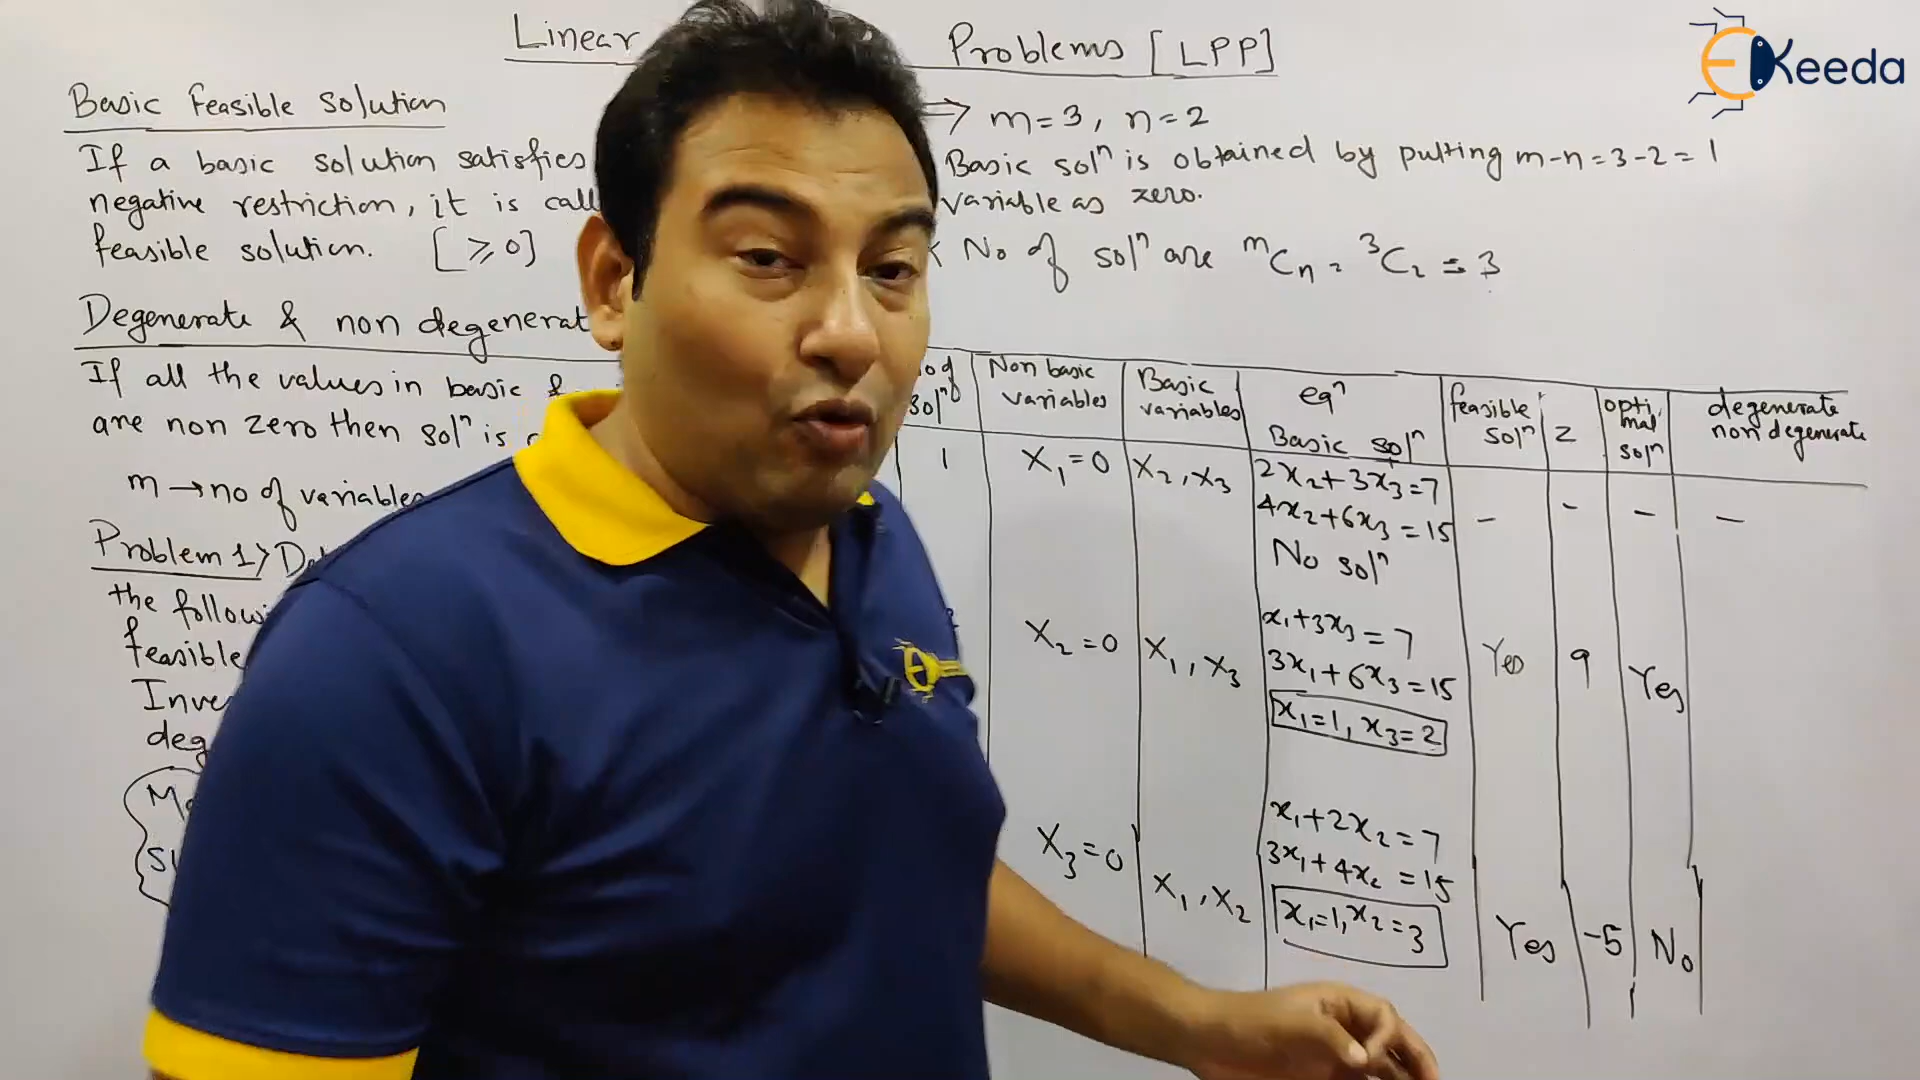 Linear Problems [LPP]
EKeeda
Basic Feasible Solution
If a basic solution satisfies
negative restriction, it is call
feasible solution. [≥0]
Degenerate & non degenerat
If all the values in basic &
are non zero then solⁿ is
m → no of variables
Problem 1>
the followi
feasible
Inve
deg
⇒ m=3, n=2
Basic solⁿ is obtained by putting m-n=3-2=1
variable as zero.
No of solⁿ are ᵐCₙ = ³C₂ = 3
solⁿ Non basic variables Basic variables eqⁿ Basic solⁿ feasible solⁿ Z optimal solⁿ degenerate non degenerate
1 X₁=0 X₂, X₃ 2x₂+3x₃=7 - - - -
4x₂+6x₃=15
No solⁿ
X₂=0 X₁, X₃ x₁+3x₃=7 Yes 9 Yes
3x₁+6x₃=15
x₁=1, x₃=2
X₃=0 X₁, X₂ x₁+2x₂=7 Yes -5 No
3x₁+4x₂=15
x₁=1, x₂=3